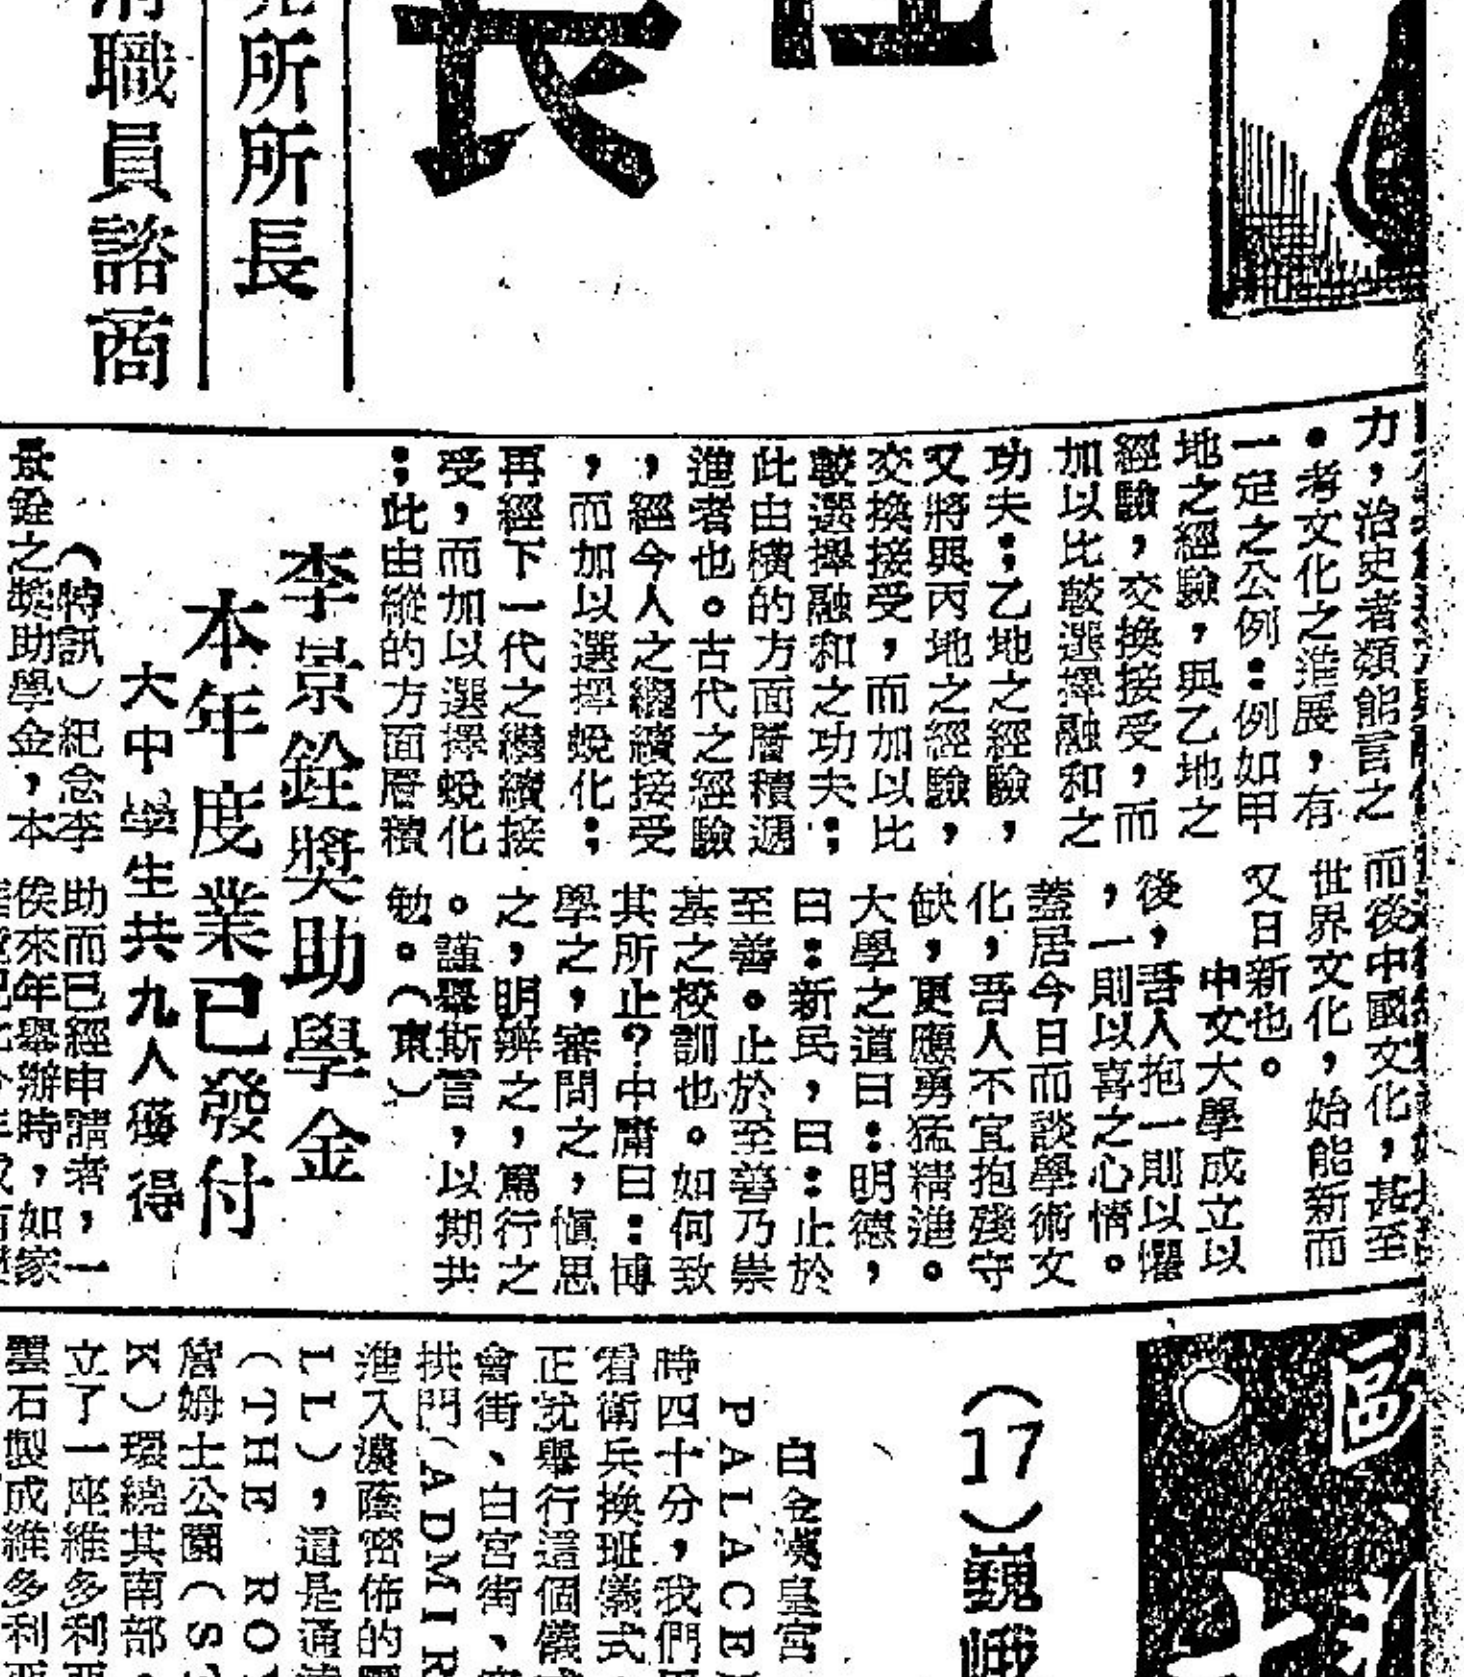 長
所所長
職員諮商
力，治史者類能言之
。考文化之進展，有
一定之公例：例如甲
地之經驗，與乙地之
經驗，交換接受，而
加以比較選擇融和之
功夫；乙地之經驗，
又將與丙地之經驗，
交換接受，而加以比
較選擇融和之功夫；
此由橫的方面層積遞
進者也。古代之經驗
，經今人之繼續接受
，而加以選擇蛻化；
再經下一代之繼續接
受，而加以選擇蛻化
；此由縱的方面層積
而後中國文化，甚至
世界文化，始能新而
又日新也。
中文大學成立以
後，吾人抱一則以懼
，一則以喜之心情。
蓋居今日而談學術文
化，吾人不宜抱殘守
缺，更應勇猛精進。
大學之道曰：明德，
曰：新民，曰：止於
至善。止於至善乃崇
基之校訓也。如何致
其所止？中庸曰：博
學之，審問之，愼思
之，明辨之，篤行之
。謹舉斯言，以期共
勉。（東）
李景銓獎助學金
本年度業已發付
大中學生共九人獲得
（特訊）紀念李
景銓之獎助學金，本
助而已經申請者，一
俟來年舉辦時，如家
（17）巍峨
白金漢皇宮
PALACE
時四十分，我們
看衛兵換班儀式
正說舉行這個儀
會街、白宮街、
拱門（ADMIR
進入濃蔭密佈的
LL），這是通
（THE RO
詹姆士公園（S
K）環繞其南部。
立了一座維多利亞
雲石製成維多利亞